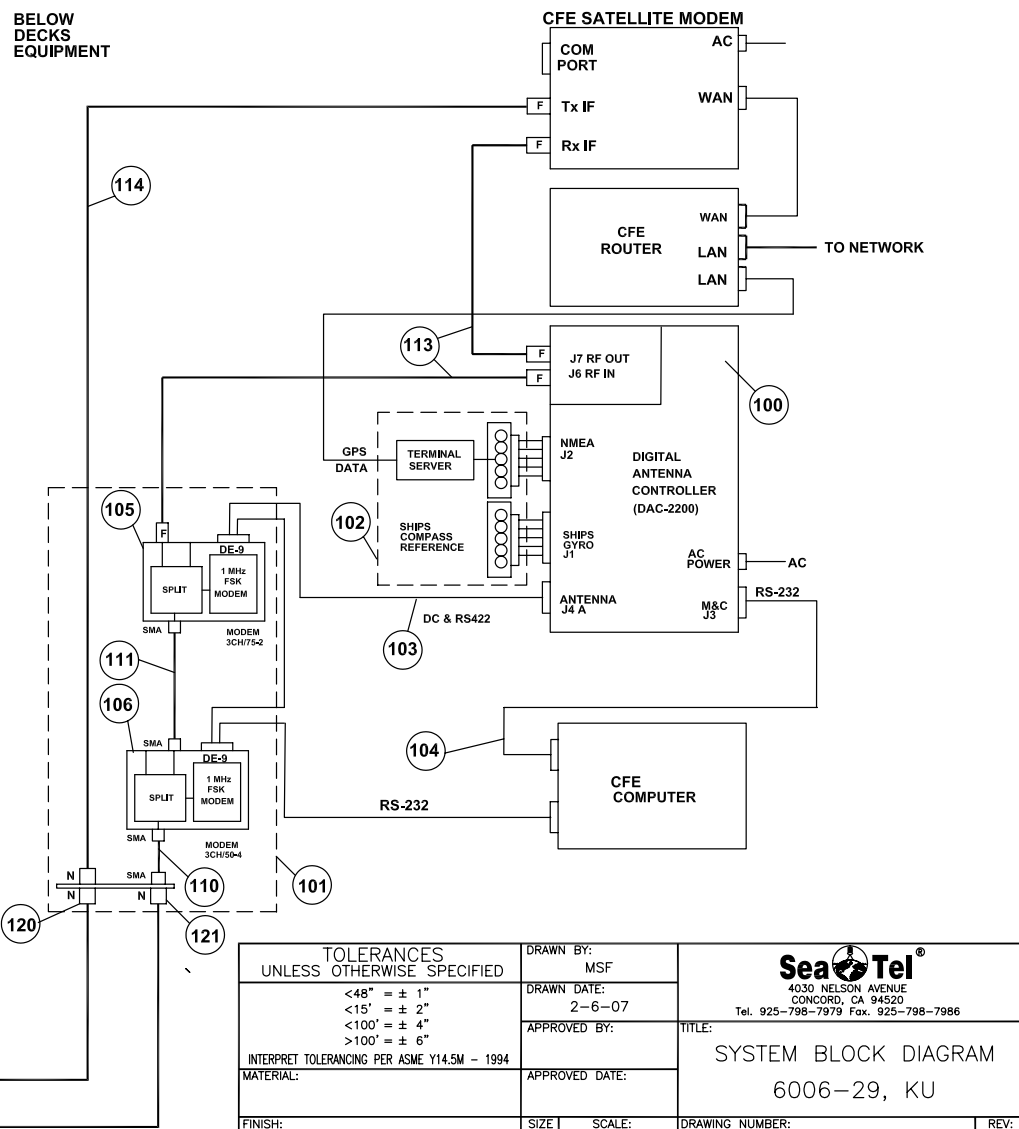 BELOW
DECKS
EQUIPMENT
CFE SATELLITE MODEM
COM
PORT
AC
Tx IF
WAN
F
Rx IF
F
114
CFE
ROUTER
WAN
LAN
TO NETWORK
LAN
113
F
J7 RF OUT
F
J6 RF IN
100
GPS
DATA
TERMINAL
SERVER
NMEA
J2
DIGITAL
ANTENNA
CONTROLLER
(DAC-2200)
102
SHIPS
COMPASS
REFERENCE
SHIPS
GYRO
J1
AC
POWER
AC
ANTENNA
J4 A
M&C
J3
RS-232
DC & RS422
103
105
F
DE-9
SPLIT
1 MHz
FSK
MODEM
SMA
MODEM
3CH/75-2
111
106
SMA
DE-9
SPLIT
1 MHz
FSK
MODEM
SMA
MODEM
3CH/50-4
104
RS-232
CFE
COMPUTER
110
101
N
N
SMA
N
120
121
TOLERANCES
UNLESS OTHERWISE SPECIFIED
<48" = ± 1"
<15' = ± 2"
<100' = ± 4"
>100' = ± 6"
INTERPRET TOLERANCING PER ASME Y14.5M - 1994
MATERIAL:
FINISH:
DRAWN BY:
MSF
DRAWN DATE:
2-6-07
APPROVED BY:
APPROVED DATE:
SIZE
SCALE:
Sea Tel®
4030 NELSON AVENUE
CONCORD, CA 94520
Tel. 925-798-7979 Fax. 925-798-7986
TITLE:
SYSTEM BLOCK DIAGRAM
6006-29, KU
DRAWING NUMBER:
REV: